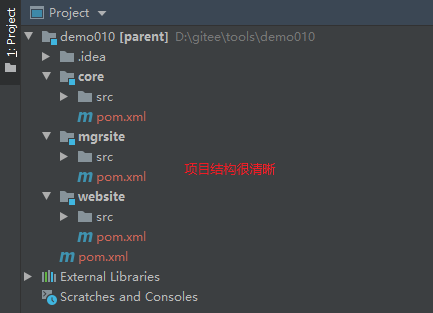 1: Project
Project
demo010 [parent] D:\gitee\tools\demo010
.idea
core
src
pom.xml
mgrsite
src
pom.xml
项目结构很清晰
website
src
pom.xml
pom.xml
External Libraries
Scratches and Consoles